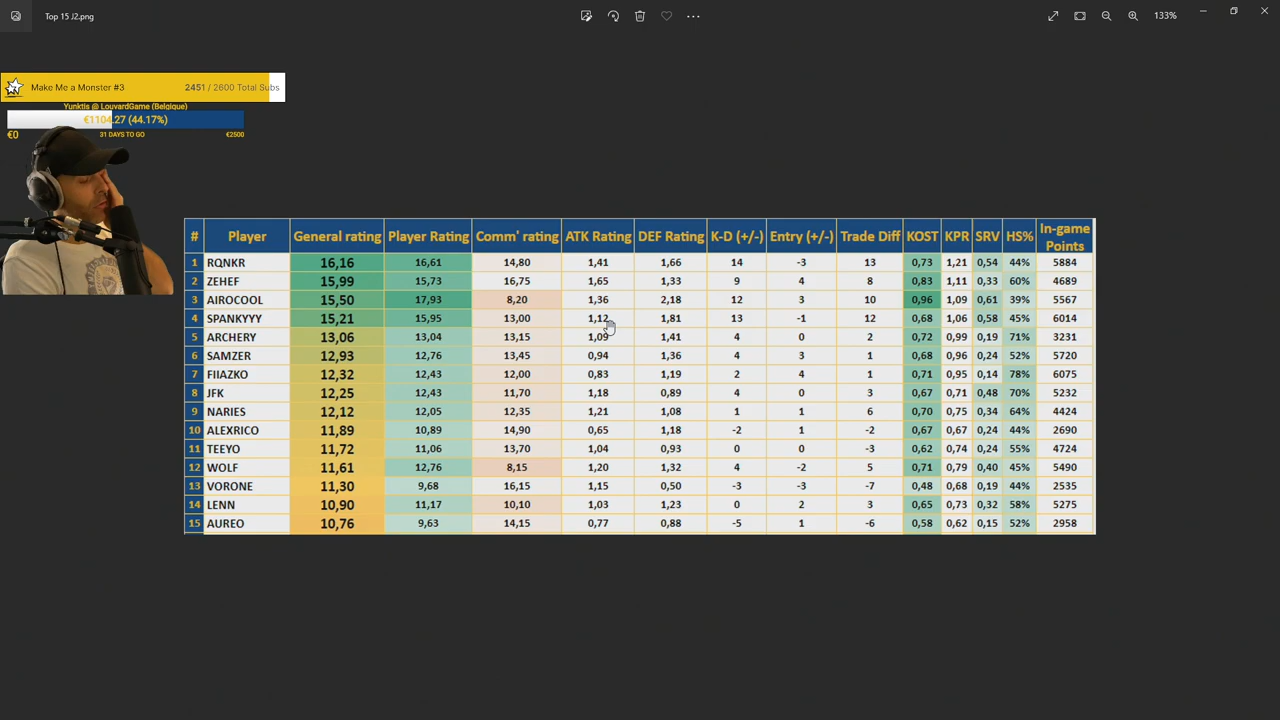 Top 15 J2.png
133%
Make Me a Monster #3 2451 / 2600 Total Subs
Yunktis @ LouvardGame (Belgique)
€1104.27 (44.17%)
€0 31 DAYS TO GO €2500
# Player General rating Player Rating Comm' rating ATK Rating DEF Rating K-D (+/-) Entry (+/-) Trade Diff KOST KPR SRV HS% In-game Points
1 RQNKR 16,16 16,61 14,80 1,41 1,66 14 -3 13 0,73 1,21 0,54 44% 5884
2 ZEHEF 15,99 15,73 16,75 1,65 1,33 9 4 8 0,83 1,11 0,33 60% 4689
3 AIROCOOL 15,50 17,93 8,20 1,36 2,18 12 3 10 0,96 1,09 0,61 39% 5567
4 SPANKYYY 15,21 15,95 13,00 1,12 1,81 13 -1 12 0,68 1,06 0,58 45% 6014
5 ARCHERY 13,06 13,04 13,15 1,09 1,41 4 0 2 0,72 0,99 0,19 71% 3231
6 SAMZER 12,93 12,76 13,45 0,94 1,36 4 3 1 0,68 0,96 0,24 52% 5720
7 FIIAZKO 12,32 12,43 12,00 0,83 1,19 2 4 1 0,71 0,95 0,14 78% 6075
8 JFK 12,25 12,43 11,70 1,18 0,89 4 0 3 0,67 0,71 0,48 70% 5232
9 NARIES 12,12 12,05 12,35 1,21 1,08 1 1 6 0,70 0,75 0,34 64% 4424
10 ALEXRICO 11,89 10,89 14,90 0,65 1,18 -2 1 -2 0,67 0,67 0,24 44% 2690
11 TEEYO 11,72 11,06 13,70 1,04 0,93 0 0 -3 0,62 0,74 0,24 55% 4724
12 WOLF 11,61 12,76 8,15 1,20 1,32 4 -2 5 0,71 0,79 0,40 45% 5490
13 VORONE 11,30 9,68 16,15 1,15 0,50 -3 -3 -7 0,48 0,68 0,19 44% 2535
14 LENN 10,90 11,17 10,10 1,03 1,23 0 2 3 0,65 0,73 0,32 58% 5275
15 AUREO 10,76 9,63 14,15 0,77 0,88 -5 1 -6 0,58 0,62 0,15 52% 2958